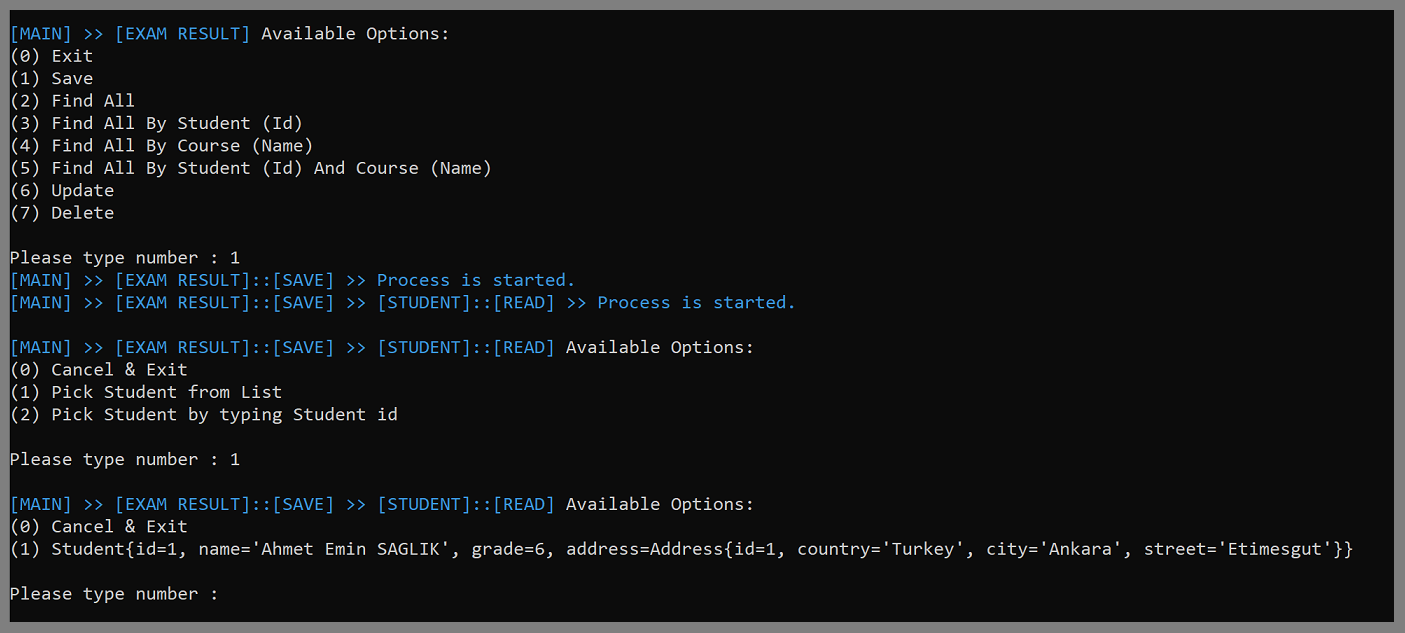 [MAIN] >> [EXAM RESULT] Available Options:
(0) Exit
(1) Save
(2) Find All
(3) Find All By Student (Id)
(4) Find All By Course (Name)
(5) Find All By Student (Id) And Course (Name)
(6) Update
(7) Delete
Please type number : 1
[MAIN] >> [EXAM RESULT]::[SAVE] >> Process is started.
[MAIN] >> [EXAM RESULT]::[SAVE] >> [STUDENT]::[READ] >> Process is started.
[MAIN] >> [EXAM RESULT]::[SAVE] >> [STUDENT]::[READ] Available Options:
(0) Cancel & Exit
(1) Pick Student from List
(2) Pick Student by typing Student id
Please type number : 1
[MAIN] >> [EXAM RESULT]::[SAVE] >> [STUDENT]::[READ] Available Options:
(0) Cancel & Exit
(1) Student{id=1, name='Ahmet Emin SAGLIK', grade=6, address=Address{id=1, country='Turkey', city='Ankara', street='Etimesgut'}}
Please type number :